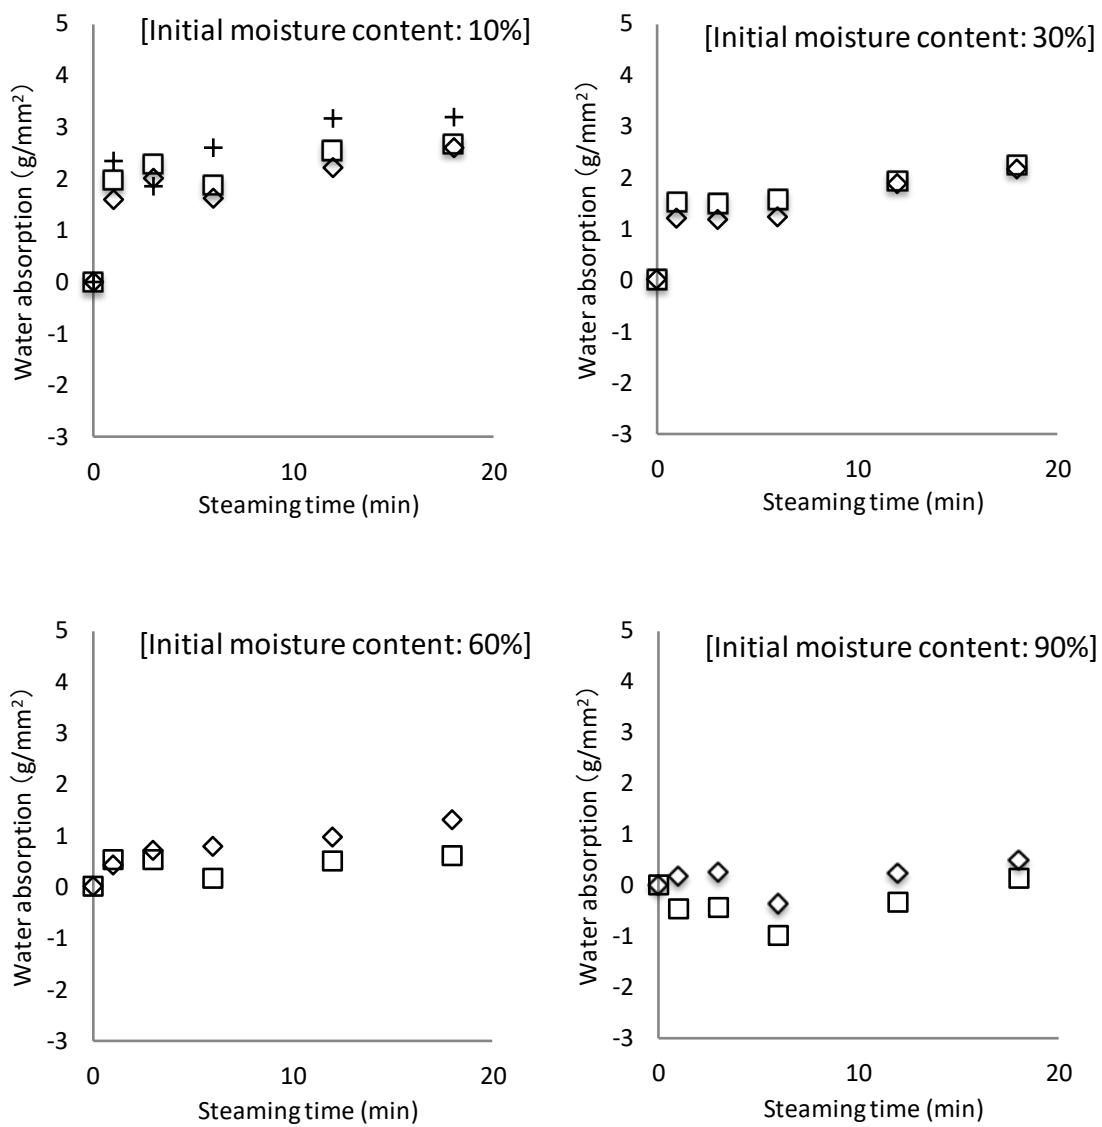 [Initial moisture content: 10%]
5
4
3
2
1
0
-1
-2
-3
Water absorption (g/mm²)
0 10 20
Steaming time (min)
[Initial moisture content: 30%]
5
4
3
2
1
0
-1
-2
-3
Water absorption (g/mm²)
0 10 20
Steaming time (min)
[Initial moisture content: 60%]
5
4
3
2
1
0
-1
-2
-3
Water absorption (g/mm²)
0 10 20
Steaming time (min)
[Initial moisture content: 90%]
5
4
3
2
1
0
-1
-2
-3
Water absorption (g/mm²)
0 10 20
Steaming time (min)